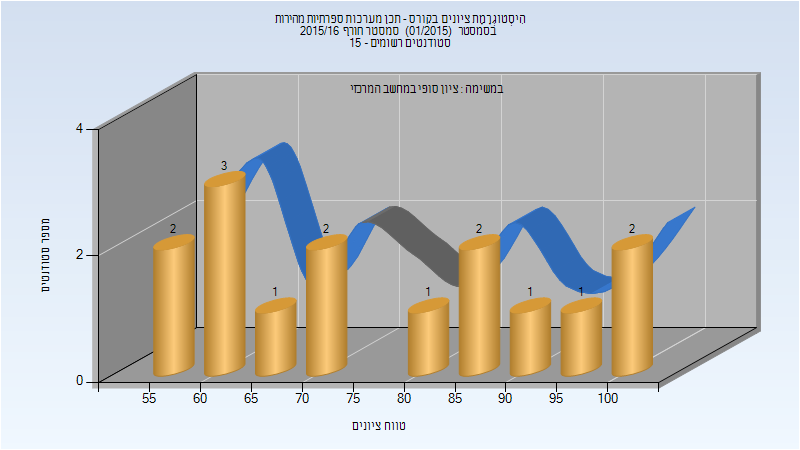 היסטוגרמת ציונים בקורס - תכן מערכות ספרתיות מהירות
בסמסטר (01/2015) סמסטר חורף 2015/16
סטודנטים רשומים - 15
במשימה : ציון סופי במחשב המרכזי
מספר סטודנטים
4
2
0
2
3
1
2
1
2
1
1
2
55 60 65 70 75 80 85 90 95 100
טווח ציונים